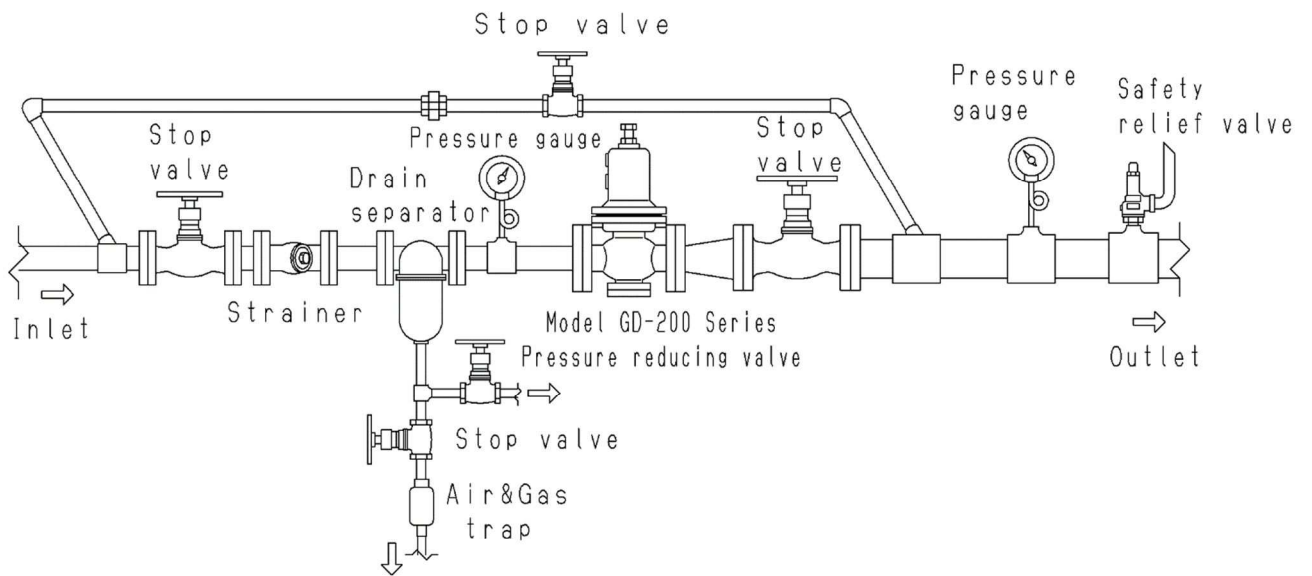 Stop valve
Pressure
gauge
Safety
relief valve
Stop
valve
Pressure gauge
Stop
valve
Drain
separator
Strainer
Inlet
Model GD-200 Series
Pressure reducing valve
Outlet
Stop valve
Air&Gas
trap